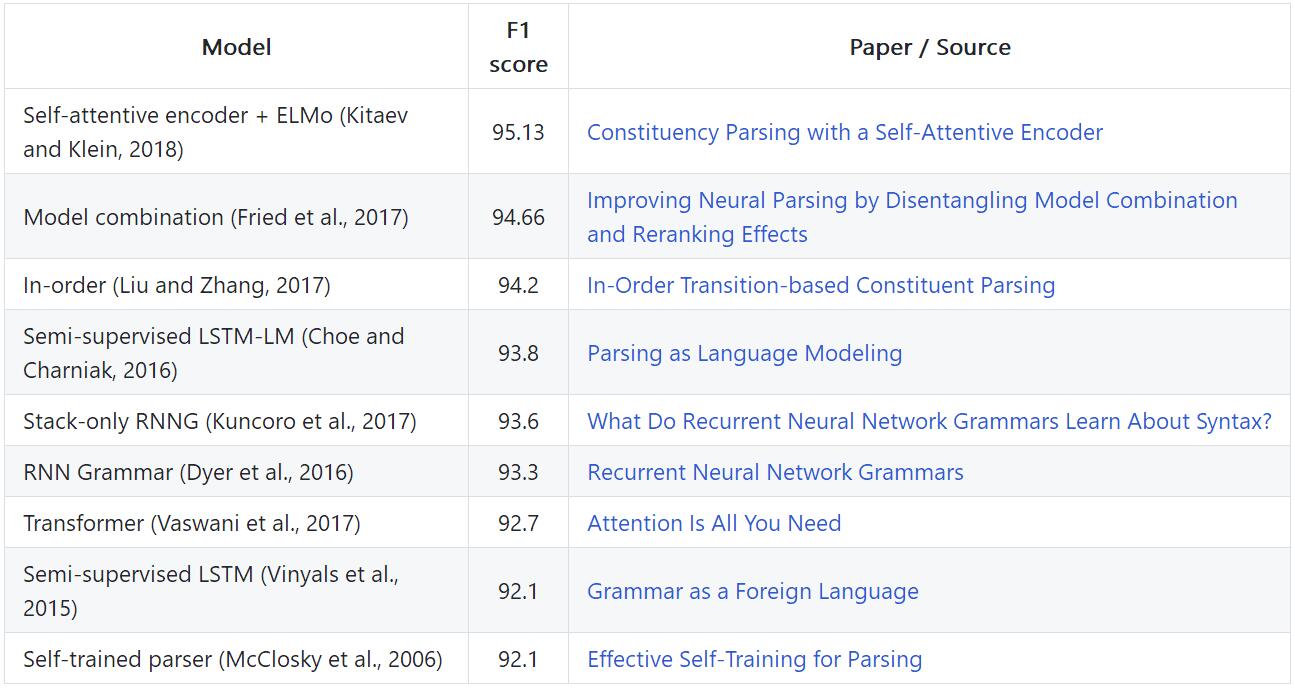 Model
F1
score
Paper / Source
Self-attentive encoder + ELMo (Kitaev
and Klein, 2018)
95.13
Constituency Parsing with a Self-Attentive Encoder
Model combination (Fried et al., 2017)
94.66
Improving Neural Parsing by Disentangling Model Combination
and Reranking Effects
In-order (Liu and Zhang, 2017)
94.2
In-Order Transition-based Constituent Parsing
Semi-supervised LSTM-LM (Choe and
Charniak, 2016)
93.8
Parsing as Language Modeling
Stack-only RNNG (Kuncoro et al., 2017)
93.6
What Do Recurrent Neural Network Grammars Learn About Syntax?
RNN Grammar (Dyer et al., 2016)
93.3
Recurrent Neural Network Grammars
Transformer (Vaswani et al., 2017)
92.7
Attention Is All You Need
Semi-supervised LSTM (Vinyals et al.,
2015)
92.1
Grammar as a Foreign Language
Self-trained parser (McClosky et al., 2006)
92.1
Effective Self-Training for Parsing